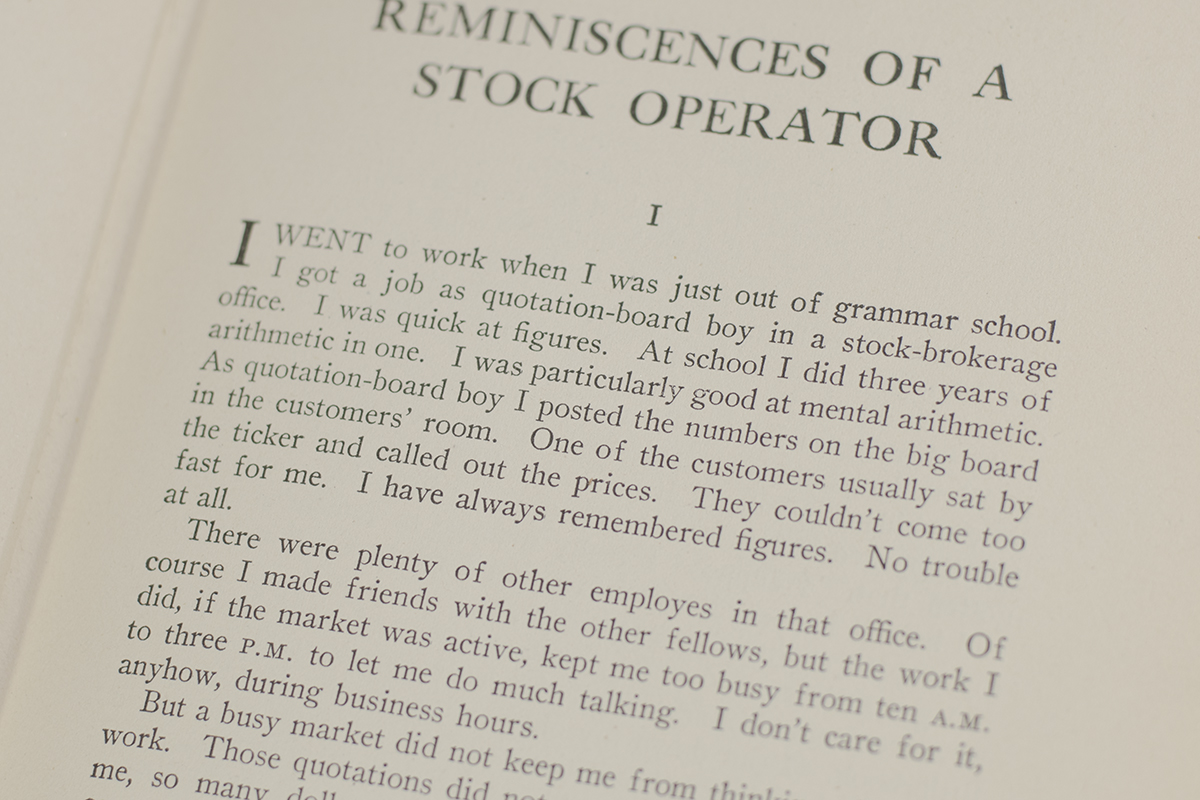 REMINISCENCES OF A
STOCK OPERATOR
I
I WENT to work when I was just out of grammar school.
I got a job as quotation-board boy in a stock-brokerage
office. I was quick at figures. At school I did three years of
arithmetic in one. I was particularly good at mental arithmetic.
As quotation-board boy I posted the numbers on the big board
in the customers' room. One of the customers usually sat by
the ticker and called out the prices. They couldn't come too
fast for me. I have always remembered figures. No trouble
at all.
There were plenty of other employes in that office. Of
course I made friends with the other fellows, but the work I
did, if the market was active, kept me too busy from ten A.M.
to three P.M. to let me do much talking. I don't care for it,
anyhow, during business hours.
But a busy market did not keep me from
work. Those quotations did
me, so many